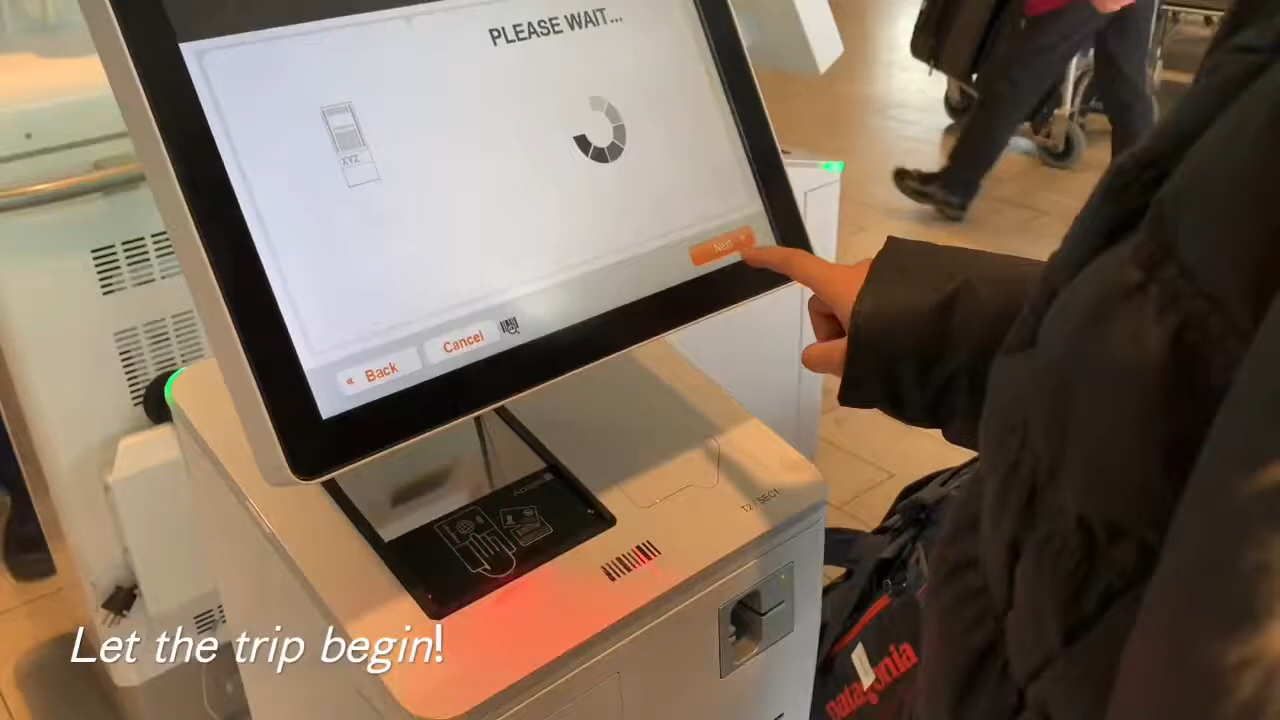 PLEASE WAIT...
XYZ
Next
« Back
Cancel
T2 SEC1
patagonia
Let the trip begin!